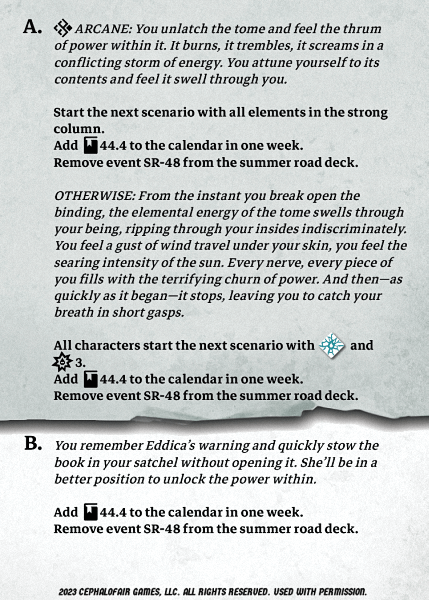 A. ARCANE: You unlatch the tome and feel the thrum
of power within it. It burns, it trembles, it screams in a
conflicting storm of energy. You attune yourself to its
contents and feel it swell through you.
Start the next scenario with all elements in the strong
column.
Add 44.4 to the calendar in one week.
Remove event SR-48 from the summer road deck.
OTHERWISE: From the instant you break open the
binding, the elemental energy of the tome swells through
your being, ripping through your insides indiscriminately.
You feel a gust of wind travel under your skin, you feel the
searing intensity of the sun. Every nerve, every piece of
you fills with the terrifying churn of power. And then—as
quickly as it began—it stops, leaving you to catch your
breath in short gasps.
All characters start the next scenario with and
3.
Add 44.4 to the calendar in one week.
Remove event SR-48 from the summer road deck.
B. You remember Eddica's warning and quickly stow the
book in your satchel without opening it. She'll be in a
better position to unlock the power within.
Add 44.4 to the calendar in one week.
Remove event SR-48 from the summer road deck.
2023 CEPHALOFAIR GAMES, LLC. ALL RIGHTS RESERVED. USED WITH PERMISSION.